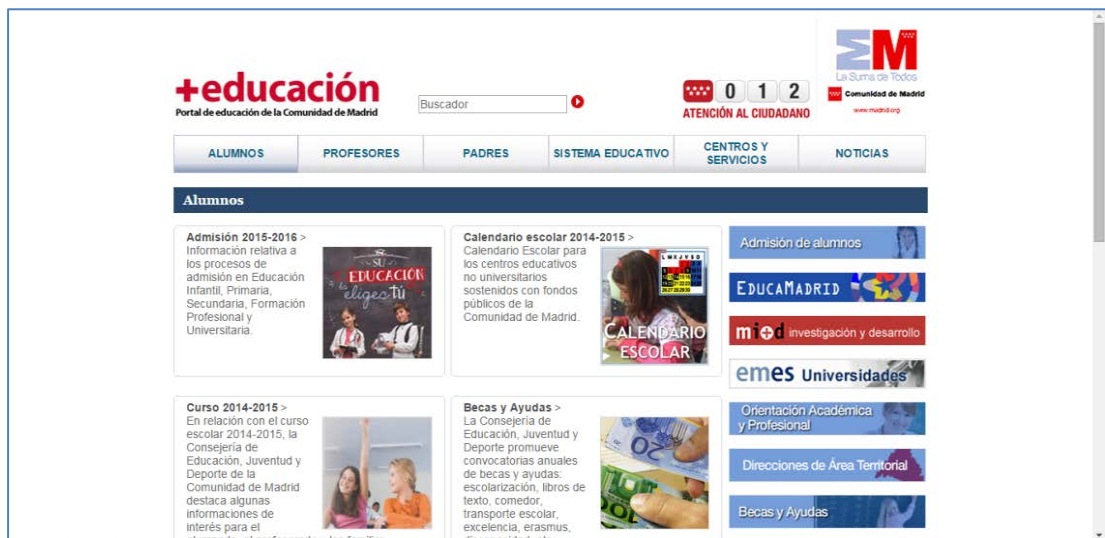 +educación
Portal de educación de la Comunidad de Madrid
Buscador
0 1 2
ATENCIÓN AL CIUDADANO
EM
La Suma de Todos
Comunidad de Madrid
www.madrid.org
ALUMNOS
PROFESORES
PADRES
SISTEMA EDUCATIVO
CENTROS Y
SERVICIOS
NOTICIAS
Alumnos
Admisión 2015-2016 >
Información relativa a
los procesos de
admisión en Educación
Infantil, Primaria,
Secundaria, Formación
Profesional y
Universitaria.
SU
EDUCACIÓN
la eliges tú
Calendario escolar 2014-2015 >
Calendario Escolar para
los centros educativos
no universitarios
sostenidos con fondos
públicos de la
Comunidad de Madrid.
L M X J V S D
CALENDARIO
ESCOLAR
Curso 2014-2015 >
En relación con el curso
escolar 2014-2015, la
Consejería de
Educación, Juventud y
Deporte de la
Comunidad de Madrid
destaca algunas
informaciones de
interés para el
Becas y Ayudas >
La Consejería de
Educación, Juventud y
Deporte promueve
convocatorias anuales
de becas y ayudas:
escolarización, libros de
texto, comedor,
transporte escolar,
excelencia, erasmus,
20
100
Admisión de alumnos
EDUCAMADRID
mi+d investigación y desarrollo
emes Universidades
Orientación Académica
y Profesional
Direcciones de Área Territorial
Becas y Ayudas